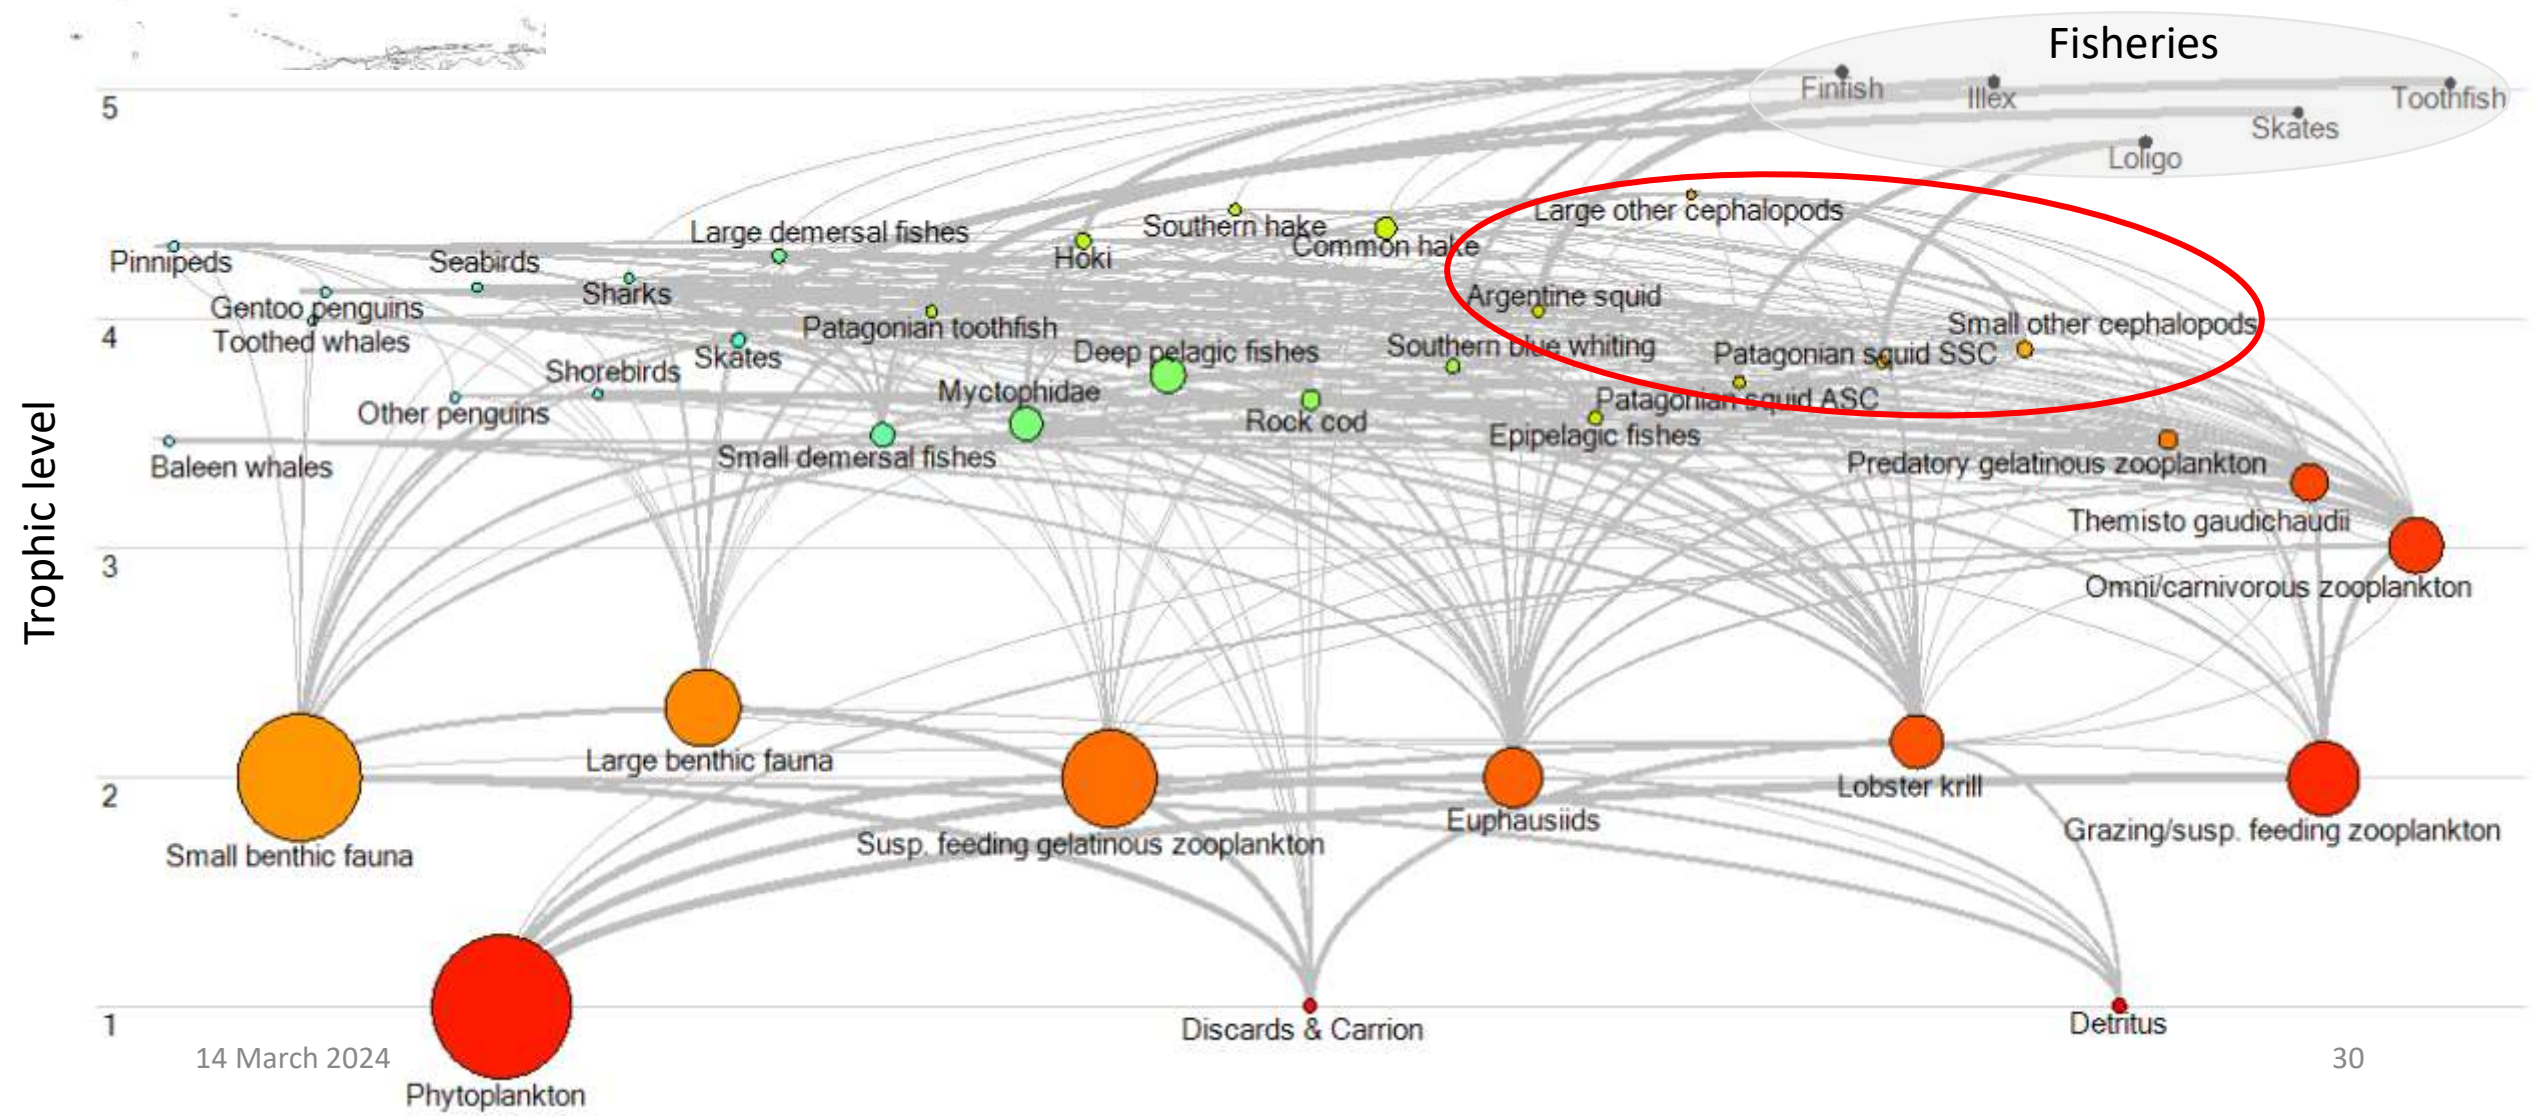 Fisheries
Finfish
Illex
Toothfish
Skates
Loligo
5
Large other cephalopods
Southern hake
Common hake
Large demersal fishes
Hoki
Pinnipeds
Seabirds
Sharks
Argentine squid
Gentoo penguins
Toothed whales
Patagonian toothfish
Small other cephalopods
4
Skates
Deep pelagic fishes
Southern blue whiting
Patagonian squid SSC
Shorebirds
Myctophidae
Patagonian squid ASC
Other penguins
Rock cod
Epipelagic fishes
Small demersal fishes
Baleen whales
Predatory gelatinous zooplankton
Themisto gaudichaudii
Trophic level
3
Omni/carnivorous zooplankton
Large benthic fauna
2
Lobster krill
Euphausiids
Grazing/susp. feeding zooplankton
Susp. feeding gelatinous zooplankton
Small benthic fauna
1
Discards & Carrion
Detritus
14 March 2024
30
Phytoplankton